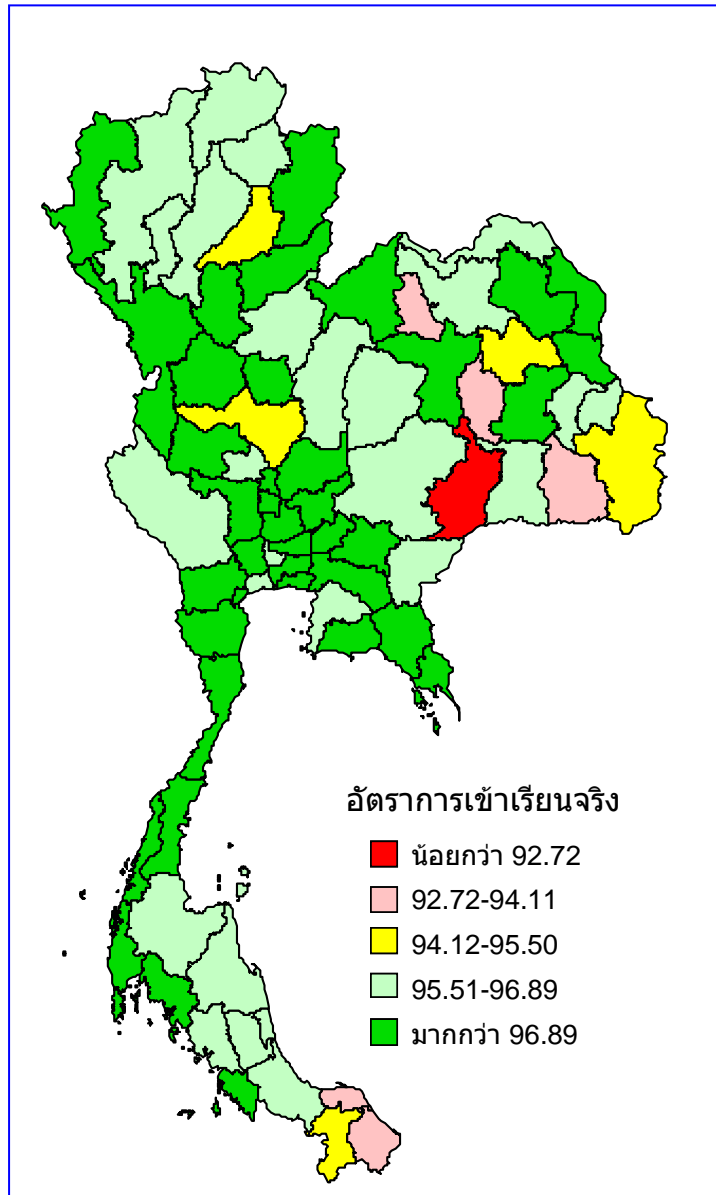 อัตราการเข้าเรียนจริง
น้อยกว่า 92.72
92.72-94.11
94.12-95.50
95.51-96.89
มากกว่า 96.89